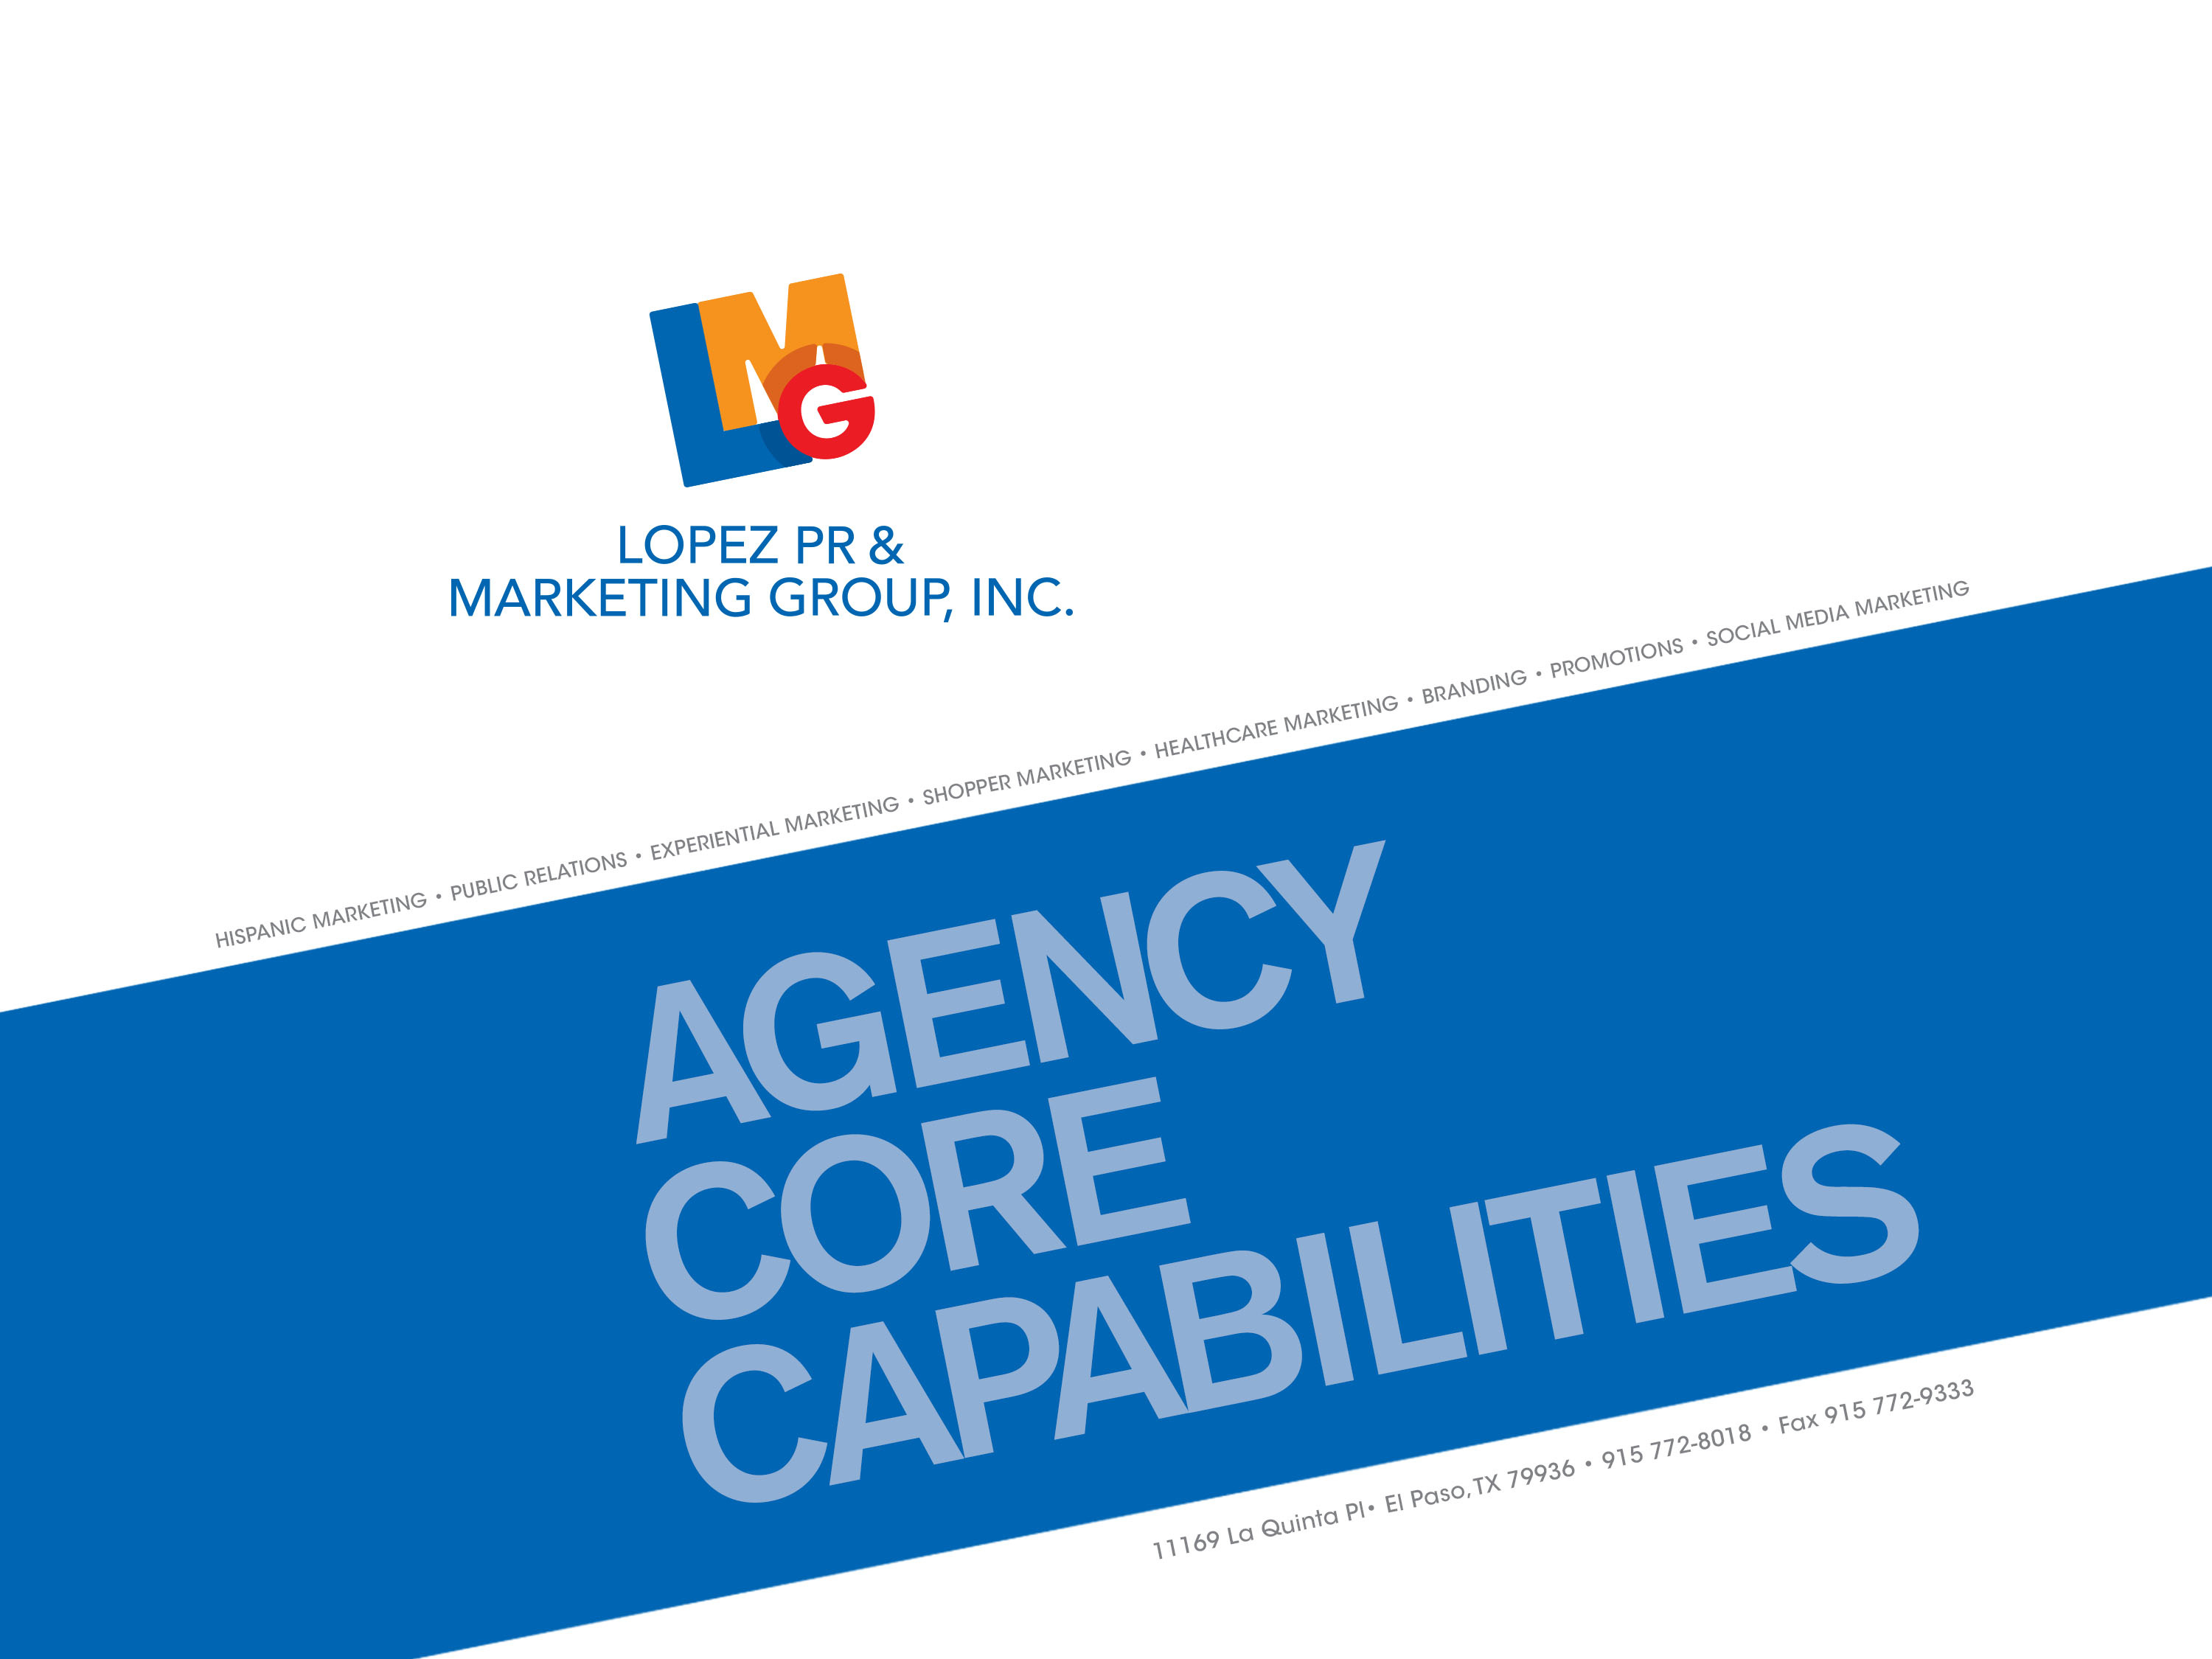 LMG
LOPEZ PR &
MARKETING GROUP, INC.
HISPANIC MARKETING • PUBLIC RELATIONS • EXPERIENTIAL MARKETING • SHOPPER MARKETING • HEALTHCARE MARKETING • BRANDING • PROMOTIONS • SOCIAL MEDIA MARKETING
AGENCY
CORE
CAPABILITIES
11169 La Quinta Pl • El Paso, TX 79936 • 915 772-8018 • Fax 915 772-9333